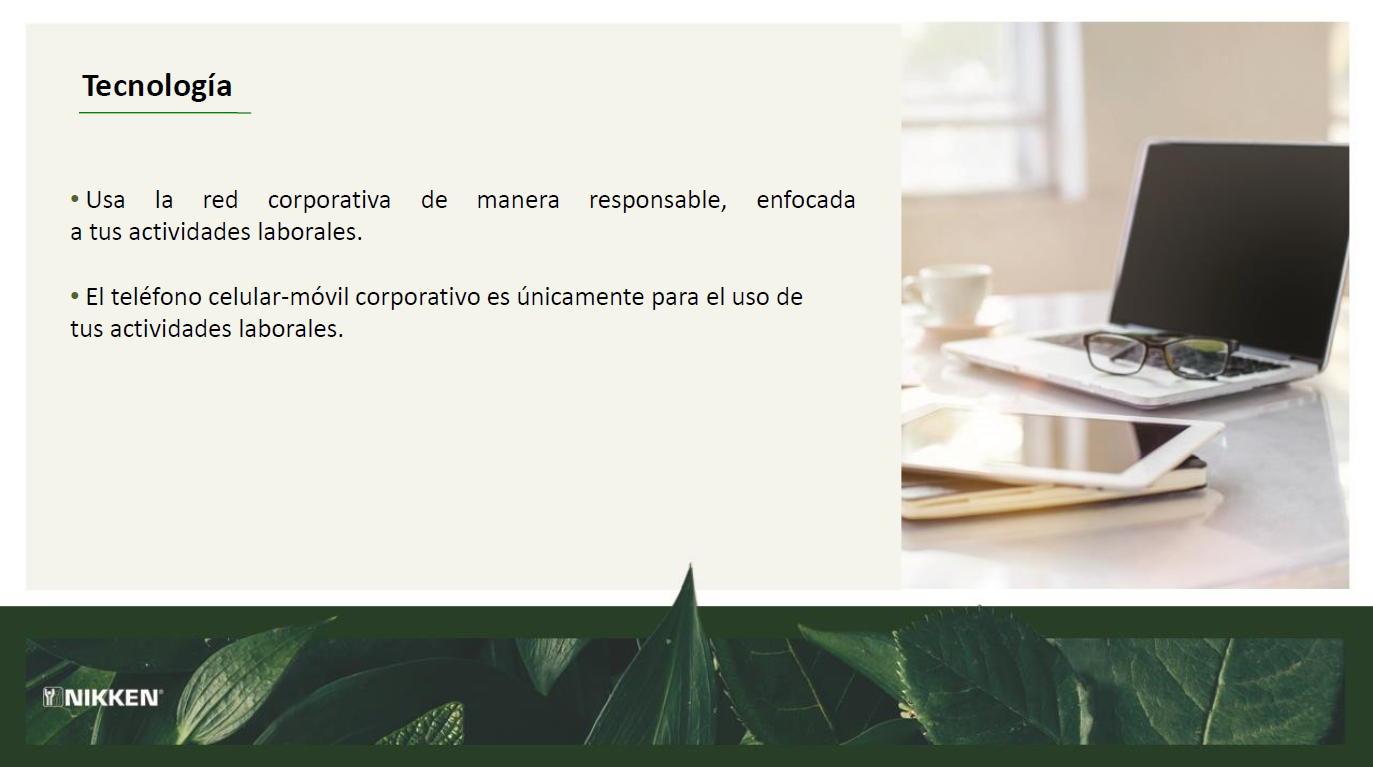 Tecnología
• Usa la red corporativa de manera responsable, enfocada
a tus actividades laborales.
• El teléfono celular-móvil corporativo es únicamente para el uso de
tus actividades laborales.
NIKKEN®